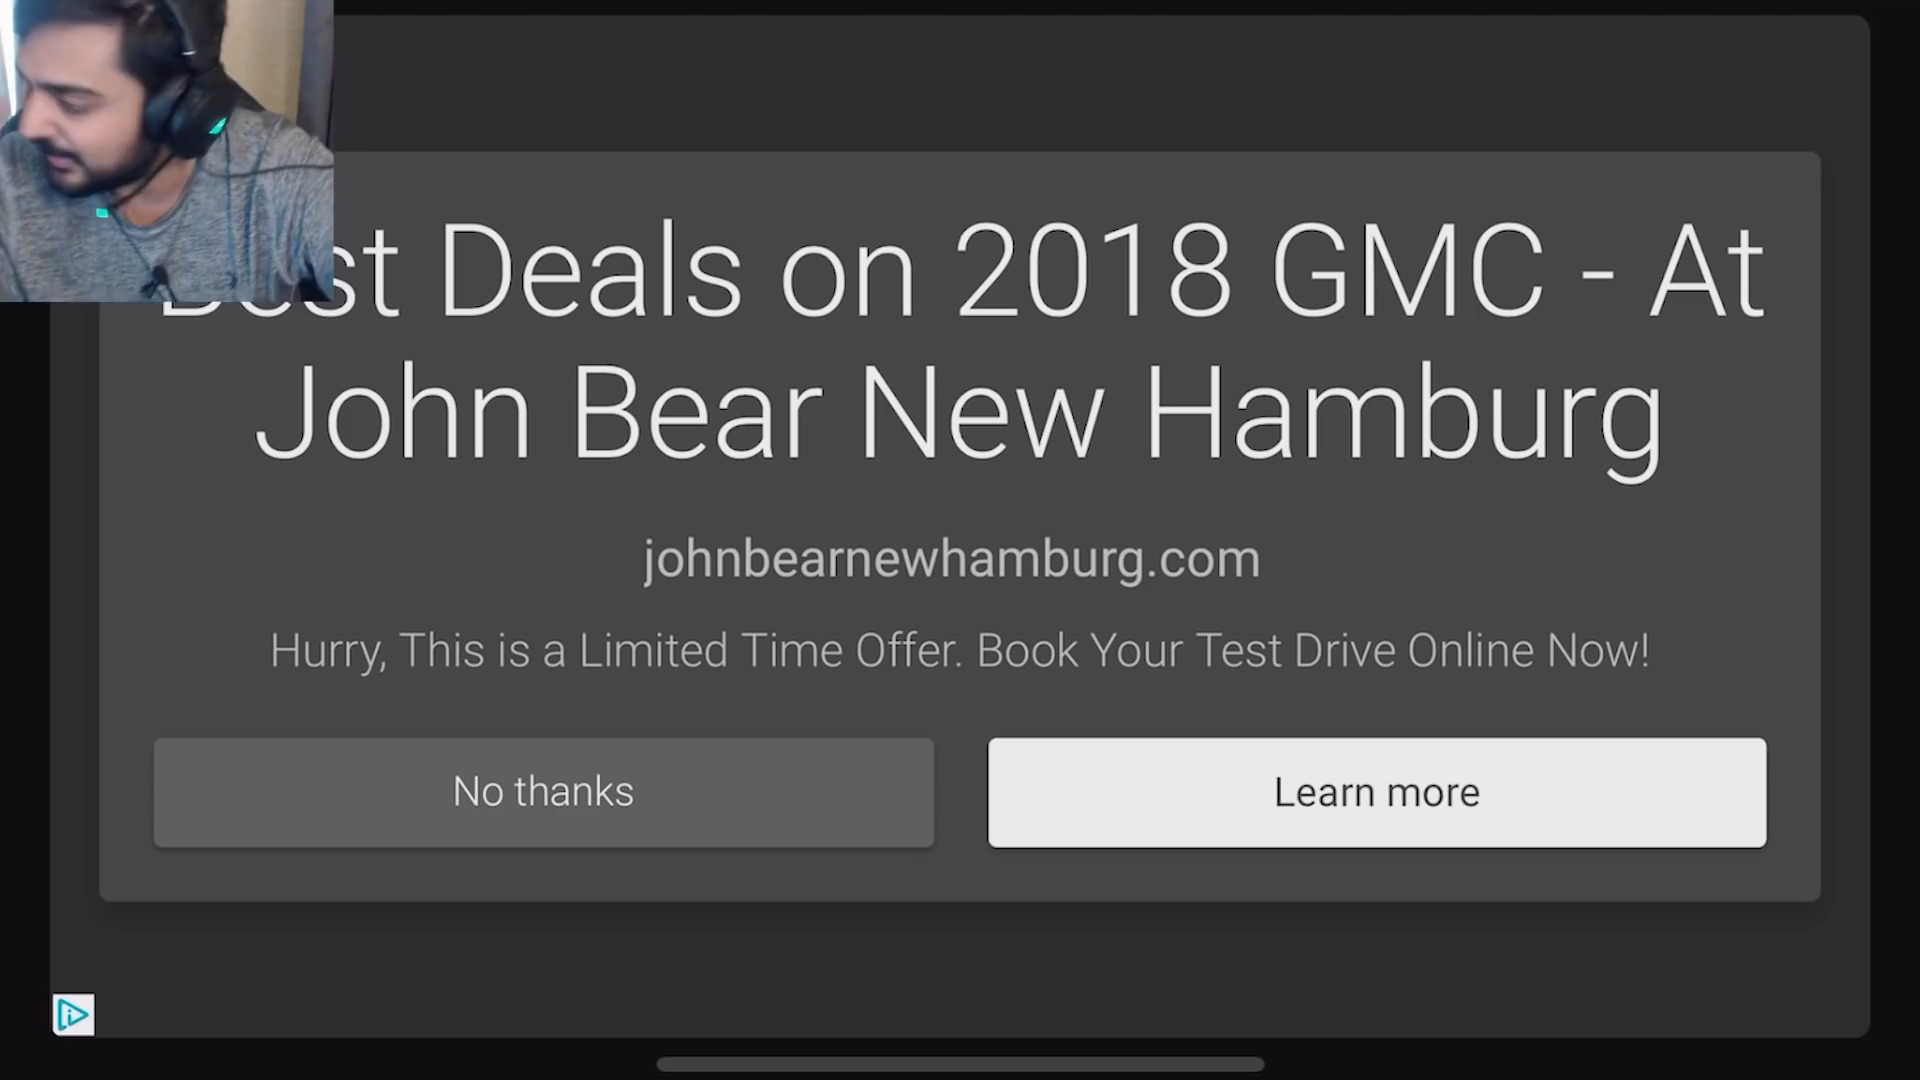 Best Deals on 2018 GMC - At
John Bear New Hamburg
johnbearnewhamburg.com
Hurry, This is a Limited Time Offer. Book Your Test Drive Online Now!
No thanks
Learn more